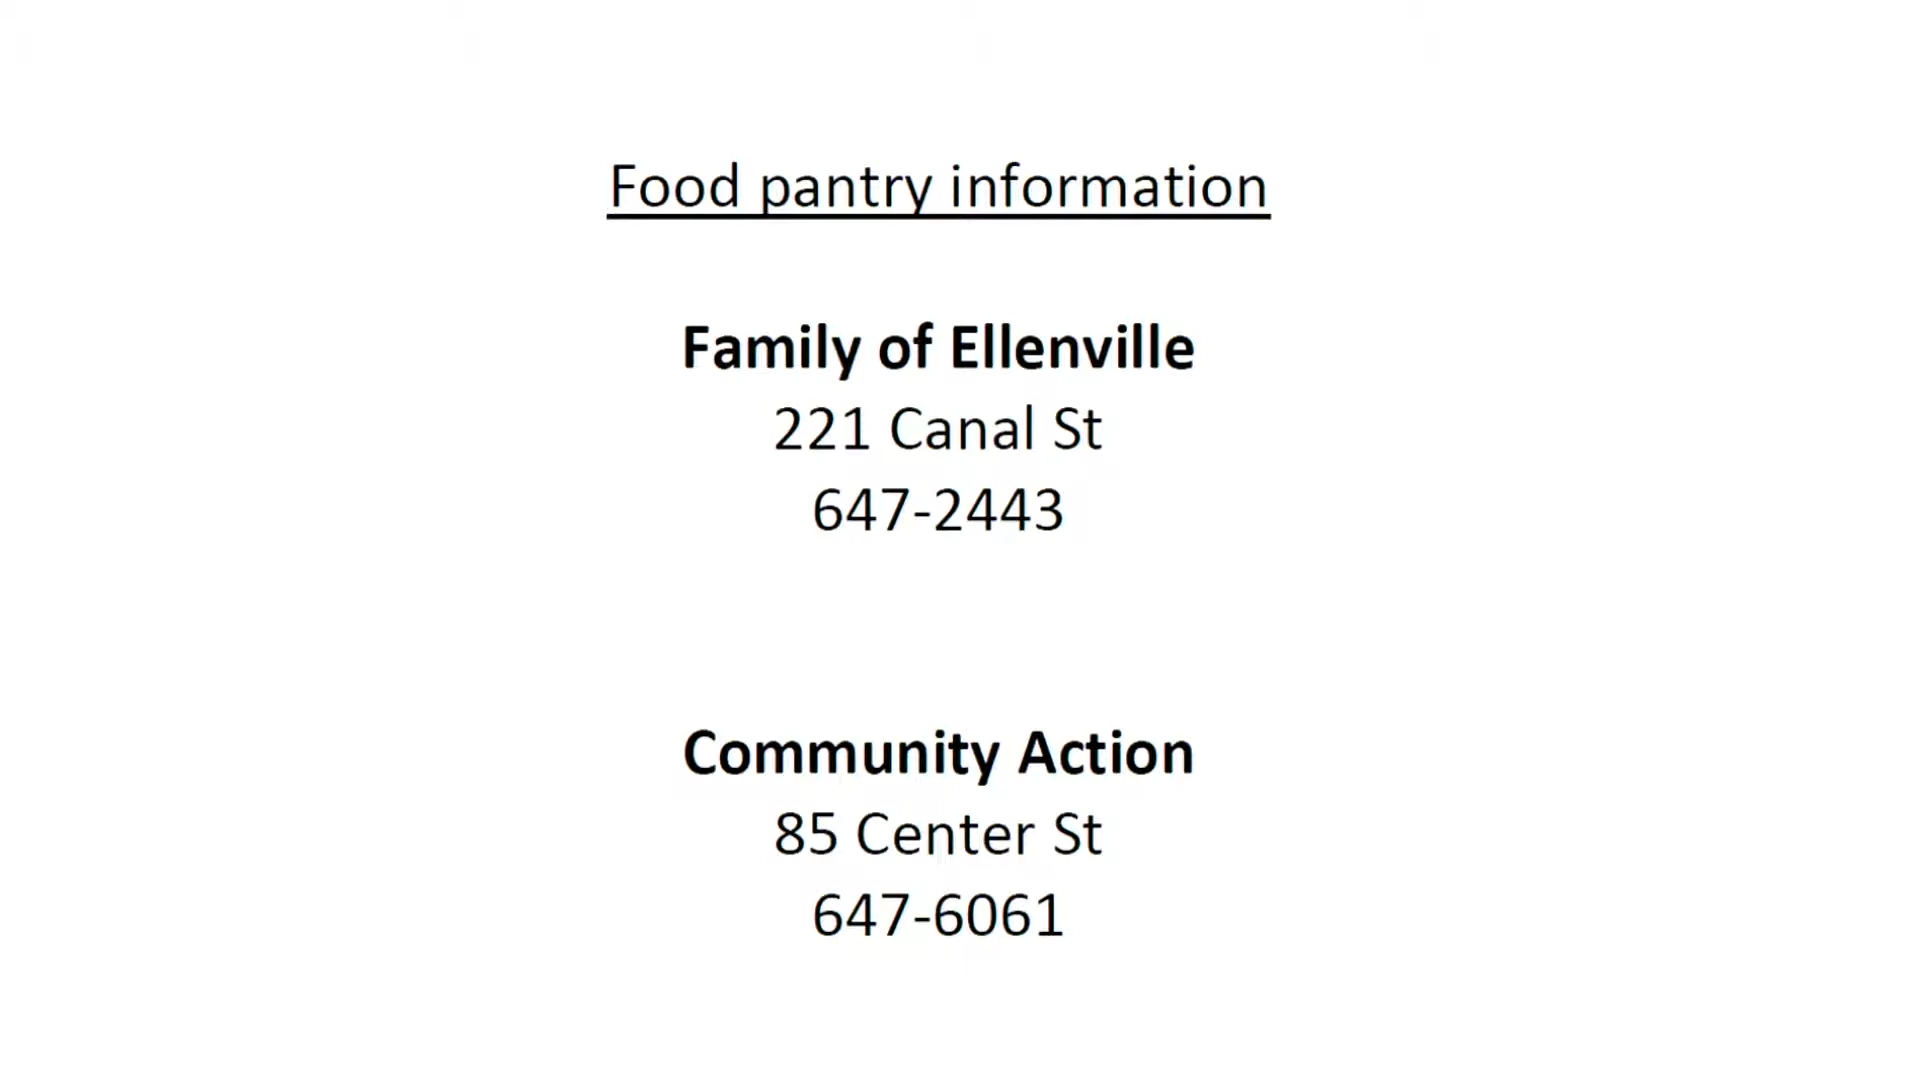 Food pantry information
Family of Ellenville
221 Canal St
647-2443
Community Action
85 Center St
647-6061